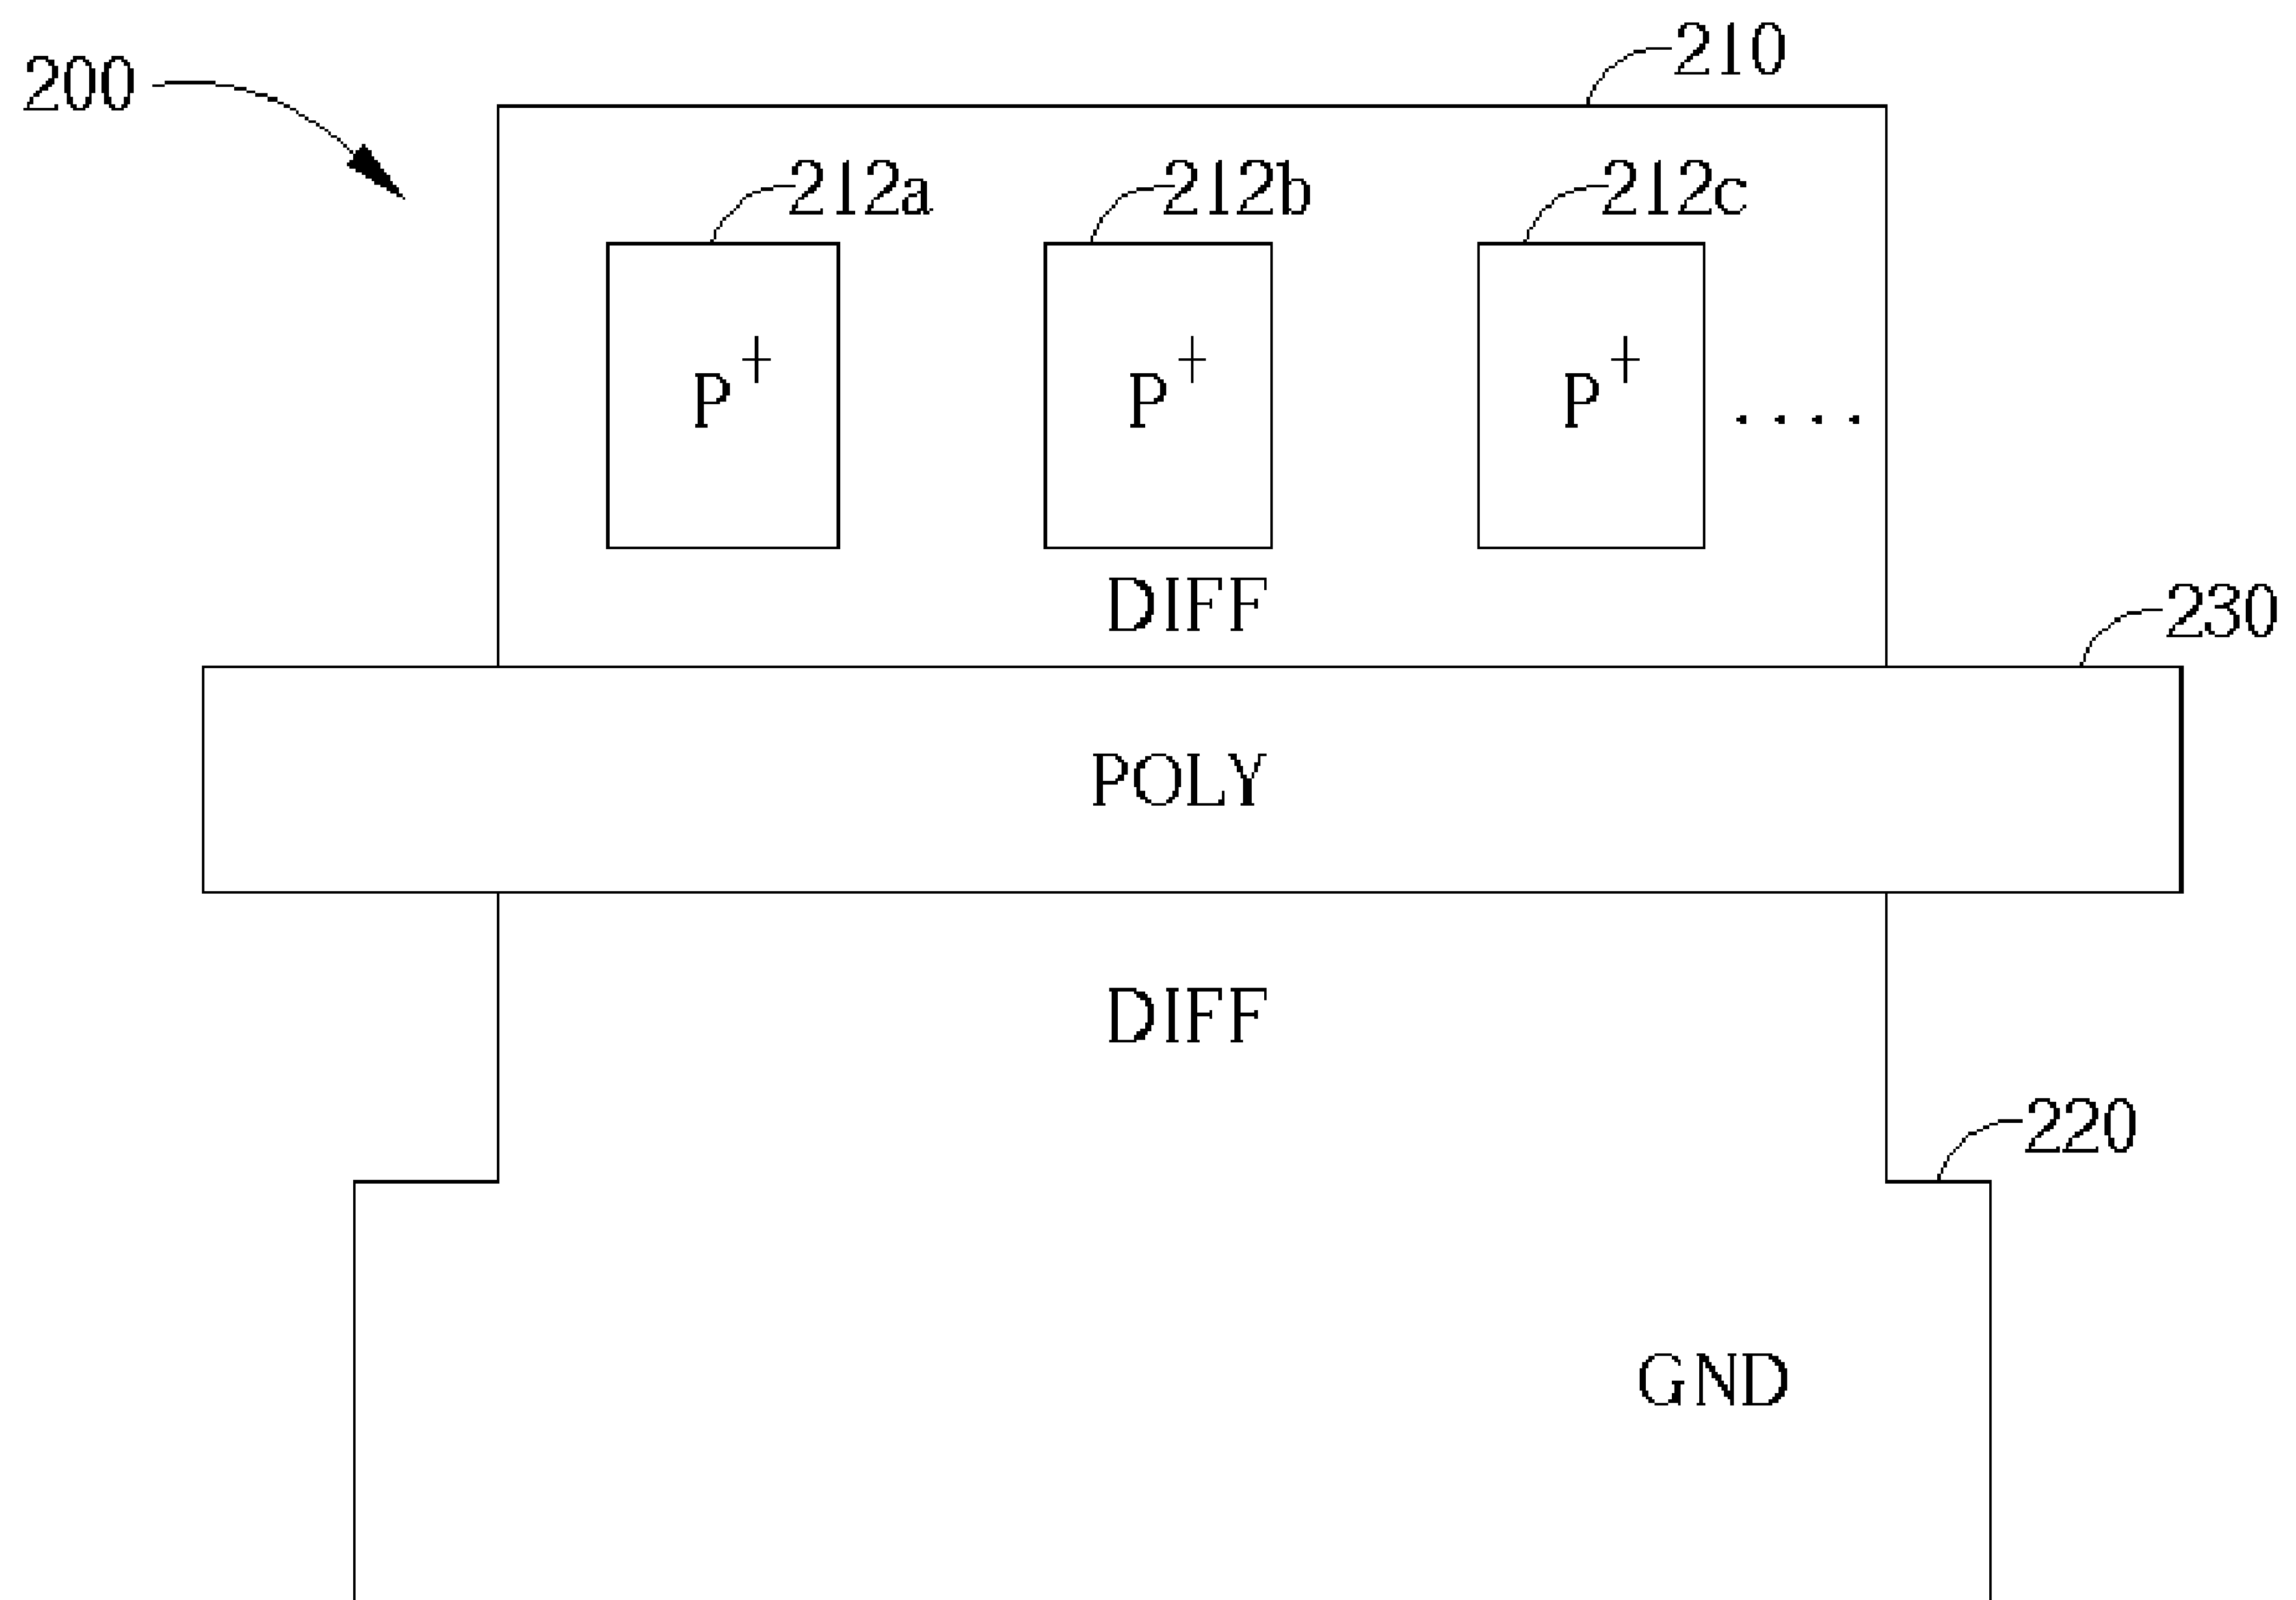 210
200
212a 212b 212c
P+ P+ P+ ....
DIFF
230
POLY
DIFF
220
GND